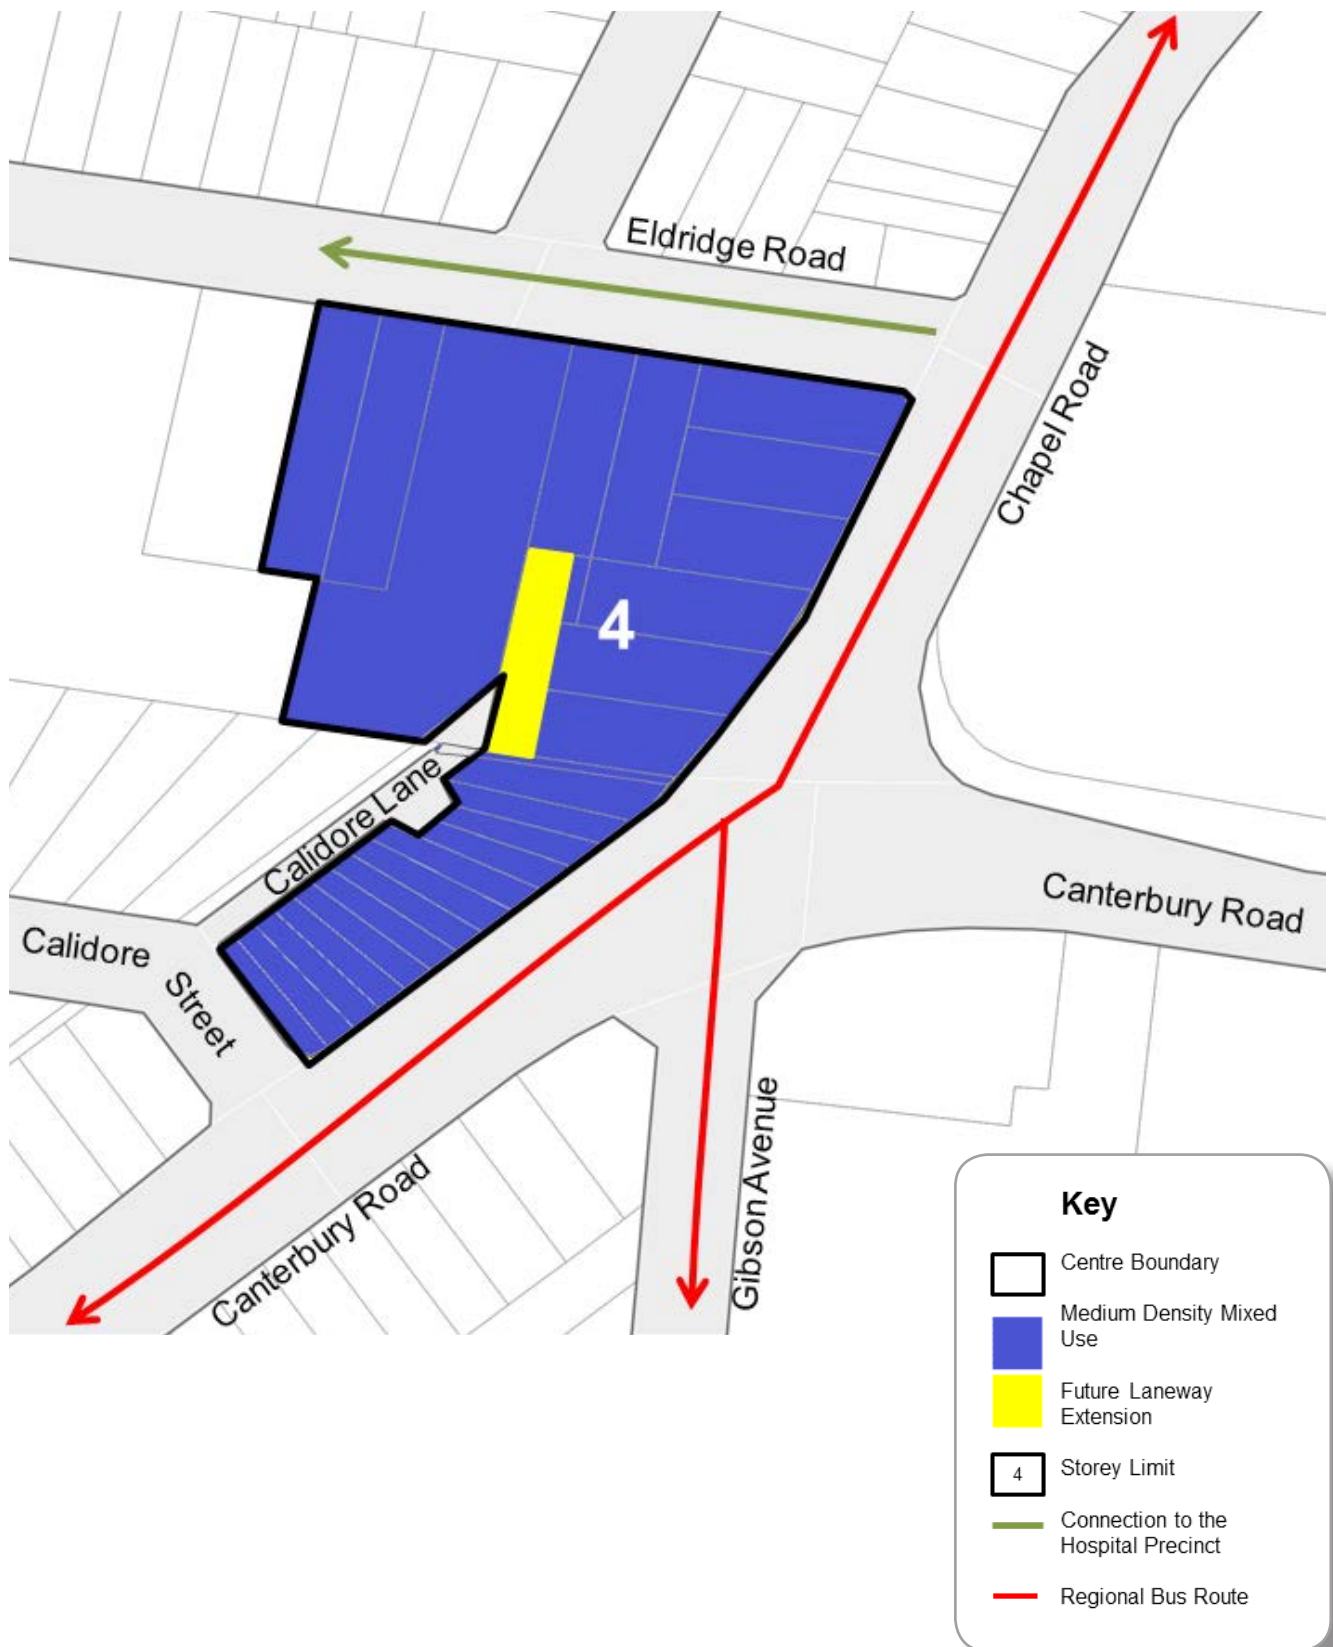 Eldridge Road
Chapel Road
4
Calidore Lane
Canterbury Road
Calidore
Street
Gibson Avenue
Canterbury Road
Key
Centre Boundary
Medium Density Mixed
Use
Future Laneway
Extension
4
Storey Limit
Connection to the
Hospital Precinct
Regional Bus Route